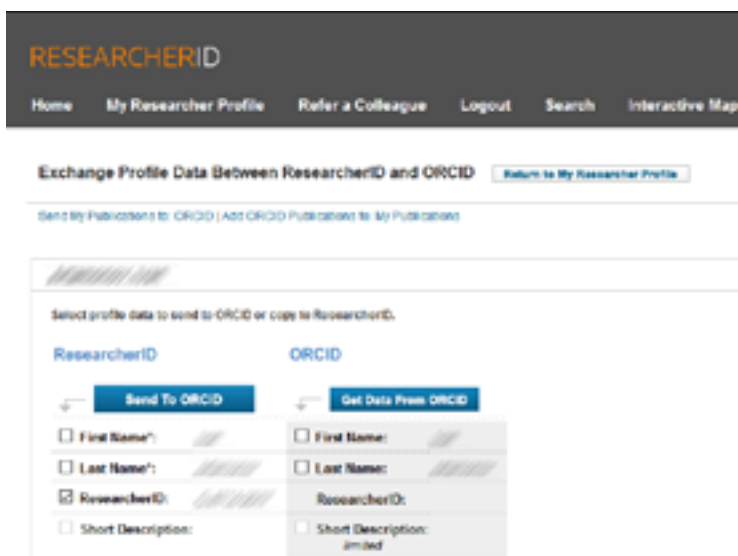 RESEARCHERID
Home My Researcher Profile Refer a Colleague Logout Search Interactive Map
Exchange Profile Data Between ResearcherID and ORCID Return to My Researcher Profile
Send My Publications to ORCID | Add ORCID Publications to My Publications
Select profile data to send to ORCID or copy to ResearcherID.
ResearcherID ORCID
Send To ORCID Get Data From ORCID
First Name*: First Name:
Last Name*: Last Name:
ResearcherID: ResearcherID:
Short Description: Short Description:
limited